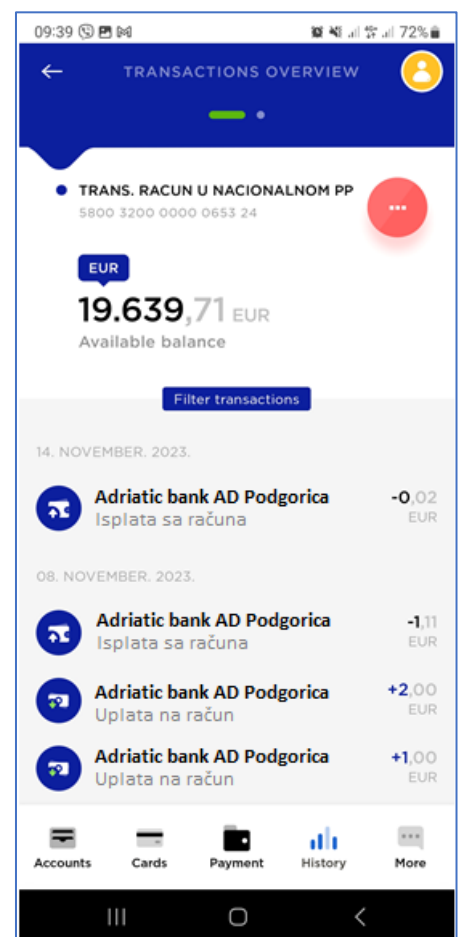 09:39 72%
TRANSACTIONS OVERVIEW
TRANS. RACUN U NACIONALNOM PP
5800 3200 0000 0653 24
EUR
19.639,71 EUR
Available balance
Filter transactions
14. NOVEMBER. 2023.
Adriatic bank AD Podgorica -0,02
Isplata sa računa EUR
08. NOVEMBER. 2023.
Adriatic bank AD Podgorica -1,11
Isplata sa računa EUR
Adriatic bank AD Podgorica +2,00
Uplata na račun EUR
Adriatic bank AD Podgorica +1,00
Uplata na račun EUR
Accounts Cards Payment History More